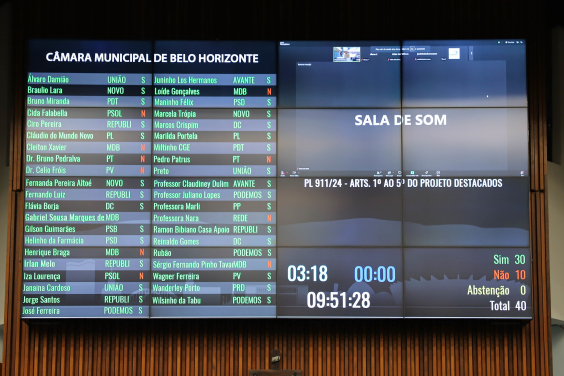 CÂMARA MUNICIPAL DE BELO HORIZONTE
Álvaro Damião UNIÃO S
Braulio Lara NOVO S
Bruno Miranda PDT S
Cida Falabella PSOL N
Ciro Pereira REPUBLI S
Cláudio do Mundo Novo PL S
Cleiton Xavier MDB N
Dr. Bruno Pedralva PT N
Dr. Célio Fróis PV N
Fernanda Pereira Altoé NOVO S
Fernando Luiz REPUBLI S
Flávia Borja DC S
Gabriel Sousa Marques de MDB
Gilson Guimarães PSB S
Helinho da Farmácia PSD S
Henrique Braga MDB N
Irlan Melo REPUBLI S
Iza Lourença PSOL N
Janaina Cardoso UNIÃO S
Jorge Santos REPUBLI S
José Ferreira PODEMOS S
Juninho Los Hermanos AVANTE S
Loíde Gonçalves MDB N
Maninho Félix PSD S
Marcela Trópia NOVO S
Marcos Crispim DC S
Marilda Portela PL S
Miltinho CGE PDT S
Pedro Patrus PT N
Preto UNIÃO S
Professor Claudiney Dulim AVANTE S
Professor Juliano Lopes PODEMOS S
Professora Marli PP S
Professora Nara REDE N
Ramon Bibiano Casa Apoio REPUBLI S
Reinaldo Gomes DC S
Rubão PODEMOS S
Sérgio Fernando Pinho Tava MDB N
Wagner Ferreira PV S
Wanderley Porto PRD S
Wilsinho da Tabu PODEMOS S
SALA DE SOM
PL 911/24 - ARTS. 1º AO 5º DO PROJETO DESTACADOS
03:18 00:00
09:51:28
Sim 30
Não 10
Abstenção 0
Total 40